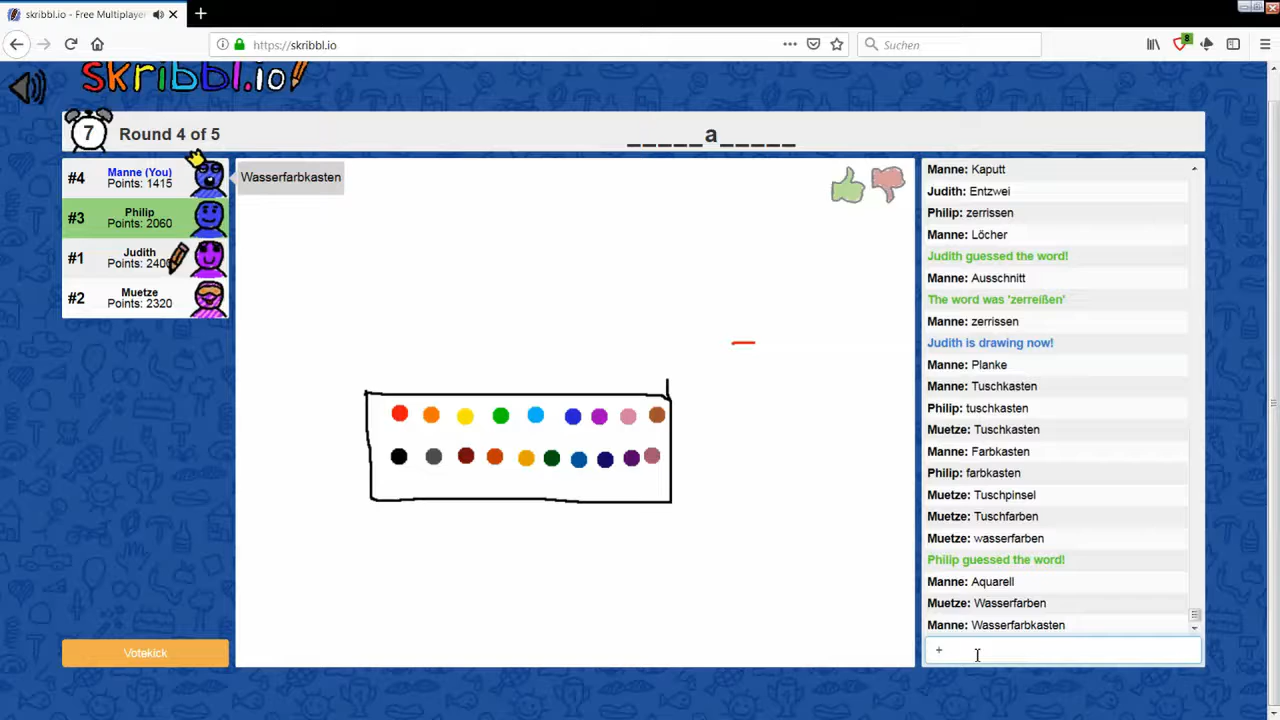 skribbl.io - Free Multiplayer
https://skribbl.io
Suchen
8
skribbl.io!
7
Round 4 of 5
_____a_____
#4
Manne (You)
Points: 1415
#3
Philip
Points: 2060
#1
Judith
Points: 2400
#2
Muetze
Points: 2320
Votekick
Wasserfarbkasten
Manne: Kaputt
Judith: Entzwei
Philip: zerrissen
Manne: Löcher
Judith guessed the word!
Manne: Ausschnitt
The word was 'zerreißen'
Manne: zerrissen
Judith is drawing now!
Manne: Planke
Manne: Tuschkasten
Philip: tuschkasten
Muetze: Tuschkasten
Manne: Farbkasten
Philip: farbkasten
Muetze: Tuschpinsel
Muetze: Tuschfarben
Muetze: wasserfarben
Philip guessed the word!
Manne: Aquarell
Muetze: Wasserfarben
Manne: Wasserfarbkasten
+